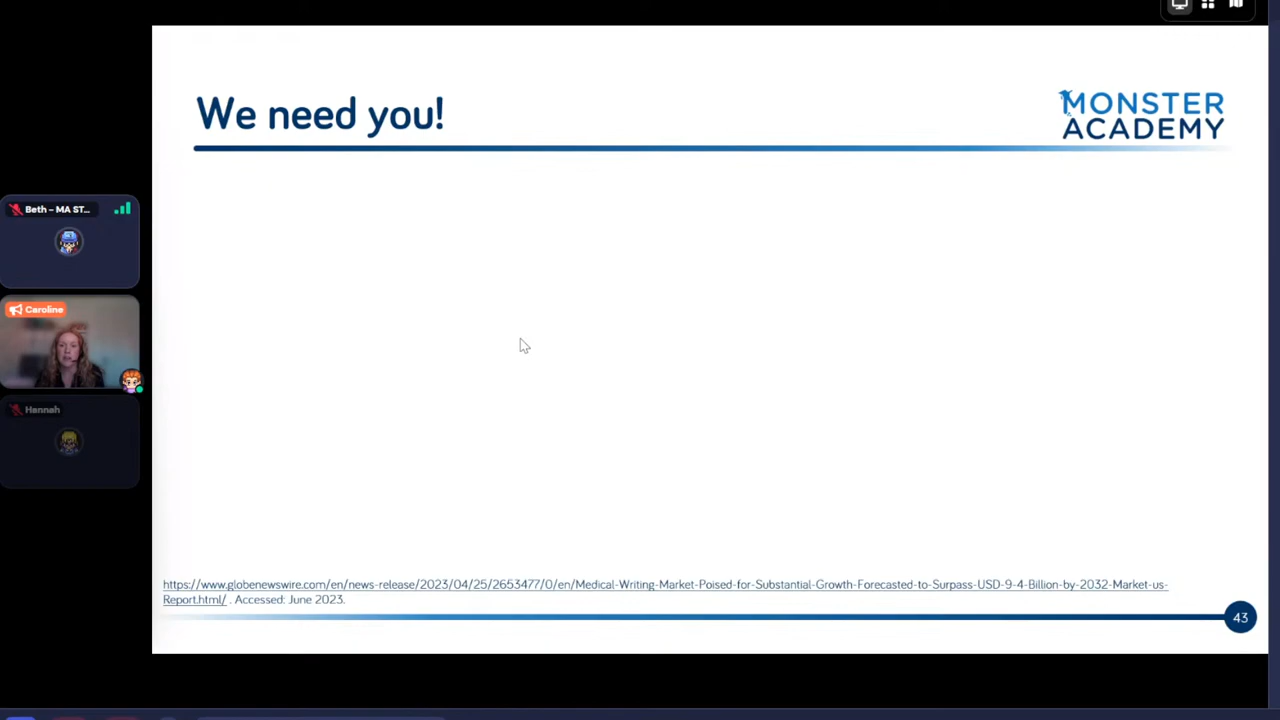 We need you!
MONSTER
ACADEMY
Beth – MA ST...
Caroline
Hannah
https://www.globenewswire.com/en/news-release/2023/04/25/2653477/0/en/Medical-Writing-Market-Poised-for-Substantial-Growth-Forecasted-to-Surpass-USD-9-4-Billion-by-2032-Market-us-
Report.html/ . Accessed: June 2023.
43